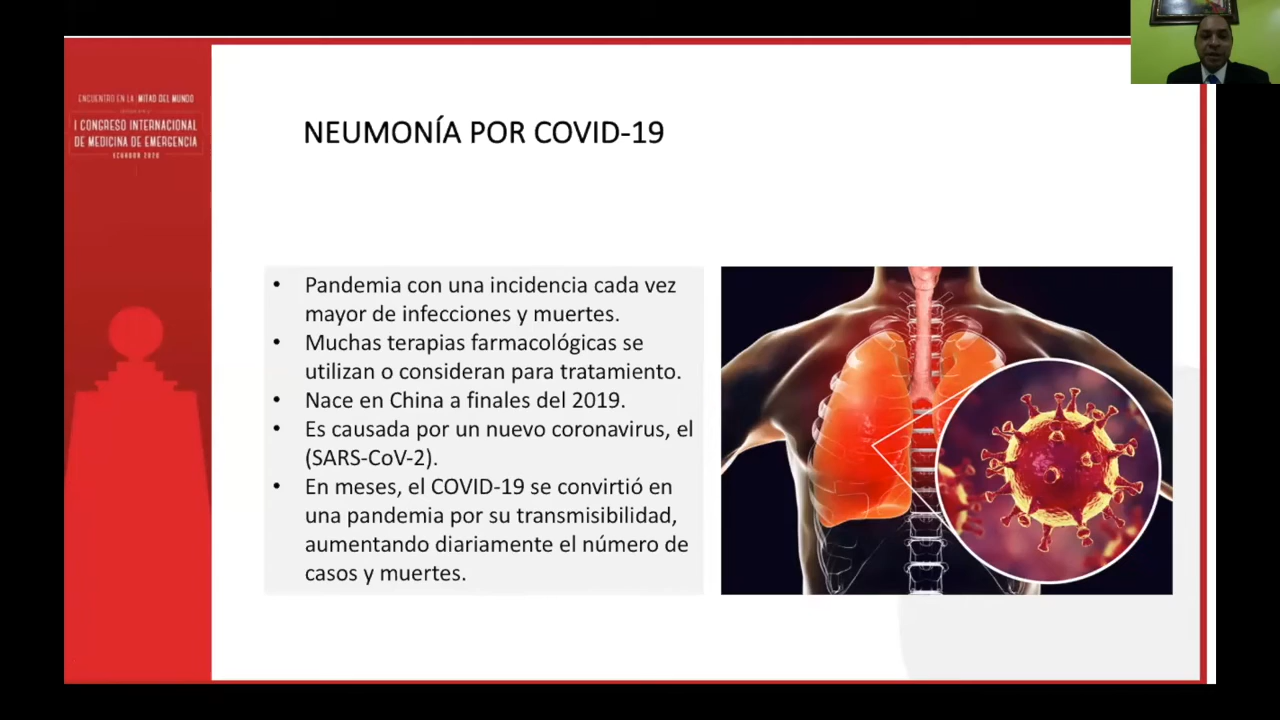 ENCUENTRO EN LA MITAD DEL MUNDO
I CONGRESO INTERNACIONAL
DE MEDICINA DE EMERGENCIA
ECUADOR 2020
NEUMONÍA POR COVID-19
• Pandemia con una incidencia cada vez
mayor de infecciones y muertes.
• Muchas terapias farmacológicas se
utilizan o consideran para tratamiento.
• Nace en China a finales del 2019.
• Es causada por un nuevo coronavirus, el
(SARS-CoV-2).
• En meses, el COVID-19 se convirtió en
una pandemia por su transmisibilidad,
aumentando diariamente el número de
casos y muertes.